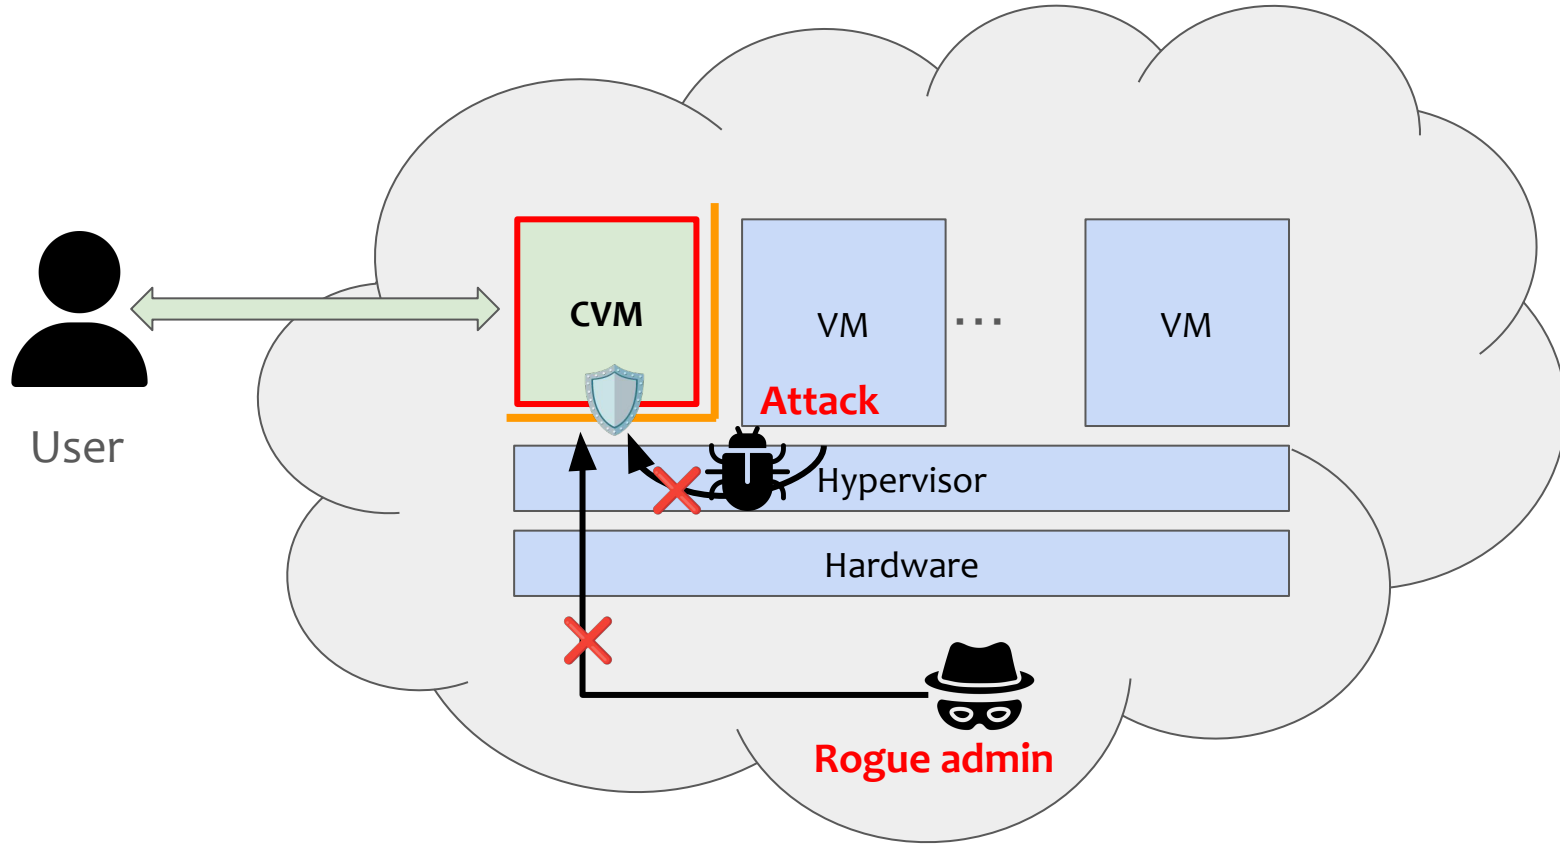 User
CVM
VM
...
VM
Attack
Hypervisor
Hardware
Rogue admin